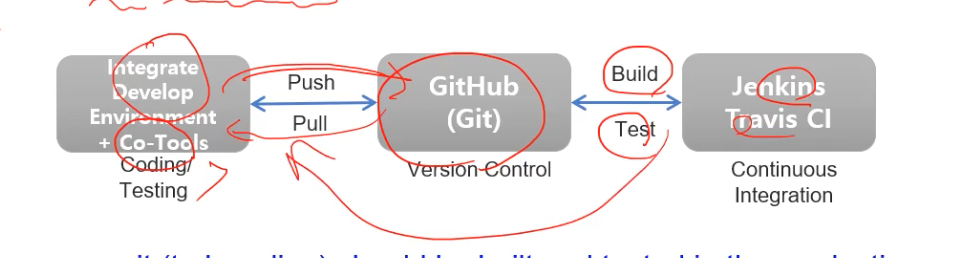 Integrate
Develop
Environment
+ Co-Tools
Coding/
Testing
Push
Pull
GitHub
(Git)
Version Control
Build
Test
Jenkins
Travis CI
Continuous
Integration